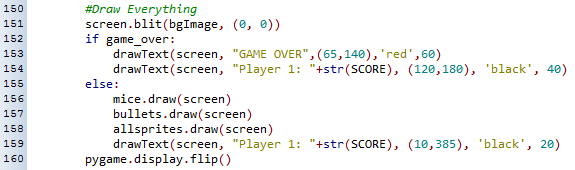 150 #Draw Everything
151 screen.blit(bgImage, (0, 0))
152 if game_over:
153 drawText(screen, "GAME OVER",(65,140),'red',60)
154 drawText(screen, "Player 1: "+str(SCORE), (120,180), 'black', 40)
155 else:
156 mice.draw(screen)
157 bullets.draw(screen)
158 allsprites.draw(screen)
159 drawText(screen, "Player 1: "+str(SCORE), (10,385), 'black', 20)
160 pygame.display.flip()